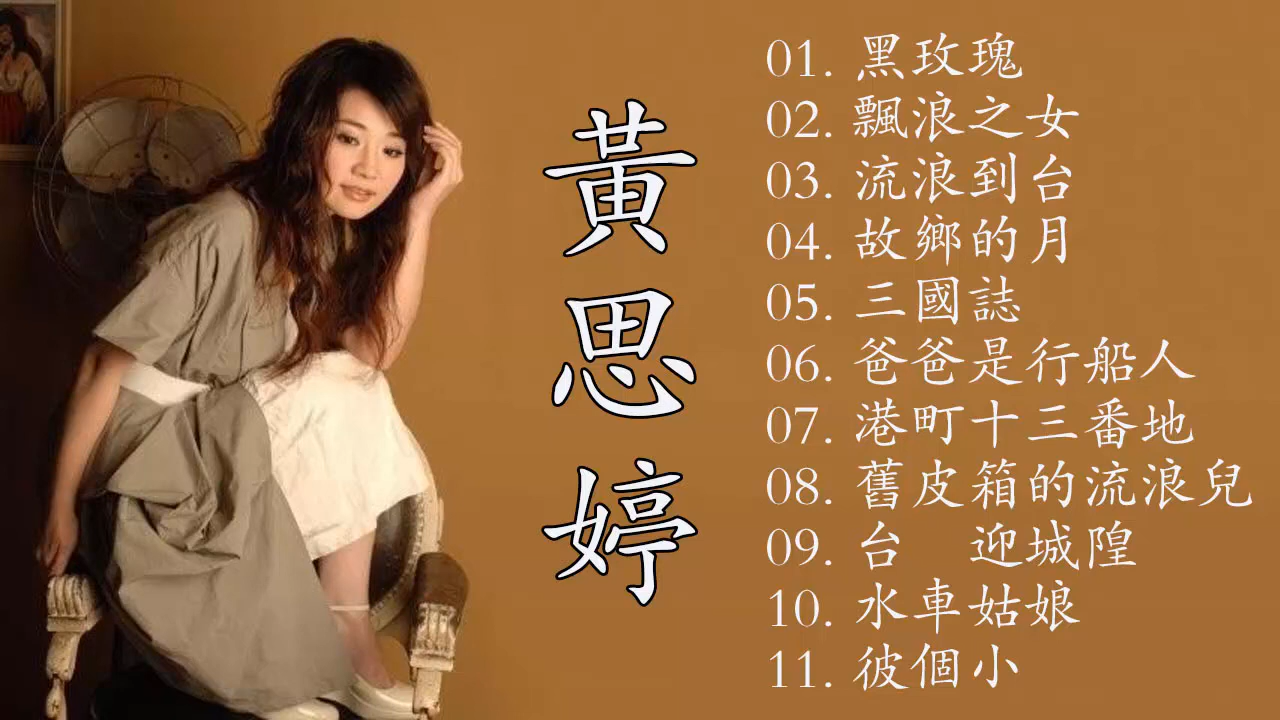 黃思婷
01. 黑玫瑰
02. 飄浪之女
03. 流浪到台
04. 故鄉的月
05. 三國誌
06. 爸爸是行船人
07. 港町十三番地
08. 舊皮箱的流浪兒
09. 台　迎城隍
10. 水車姑娘
11. 彼個小